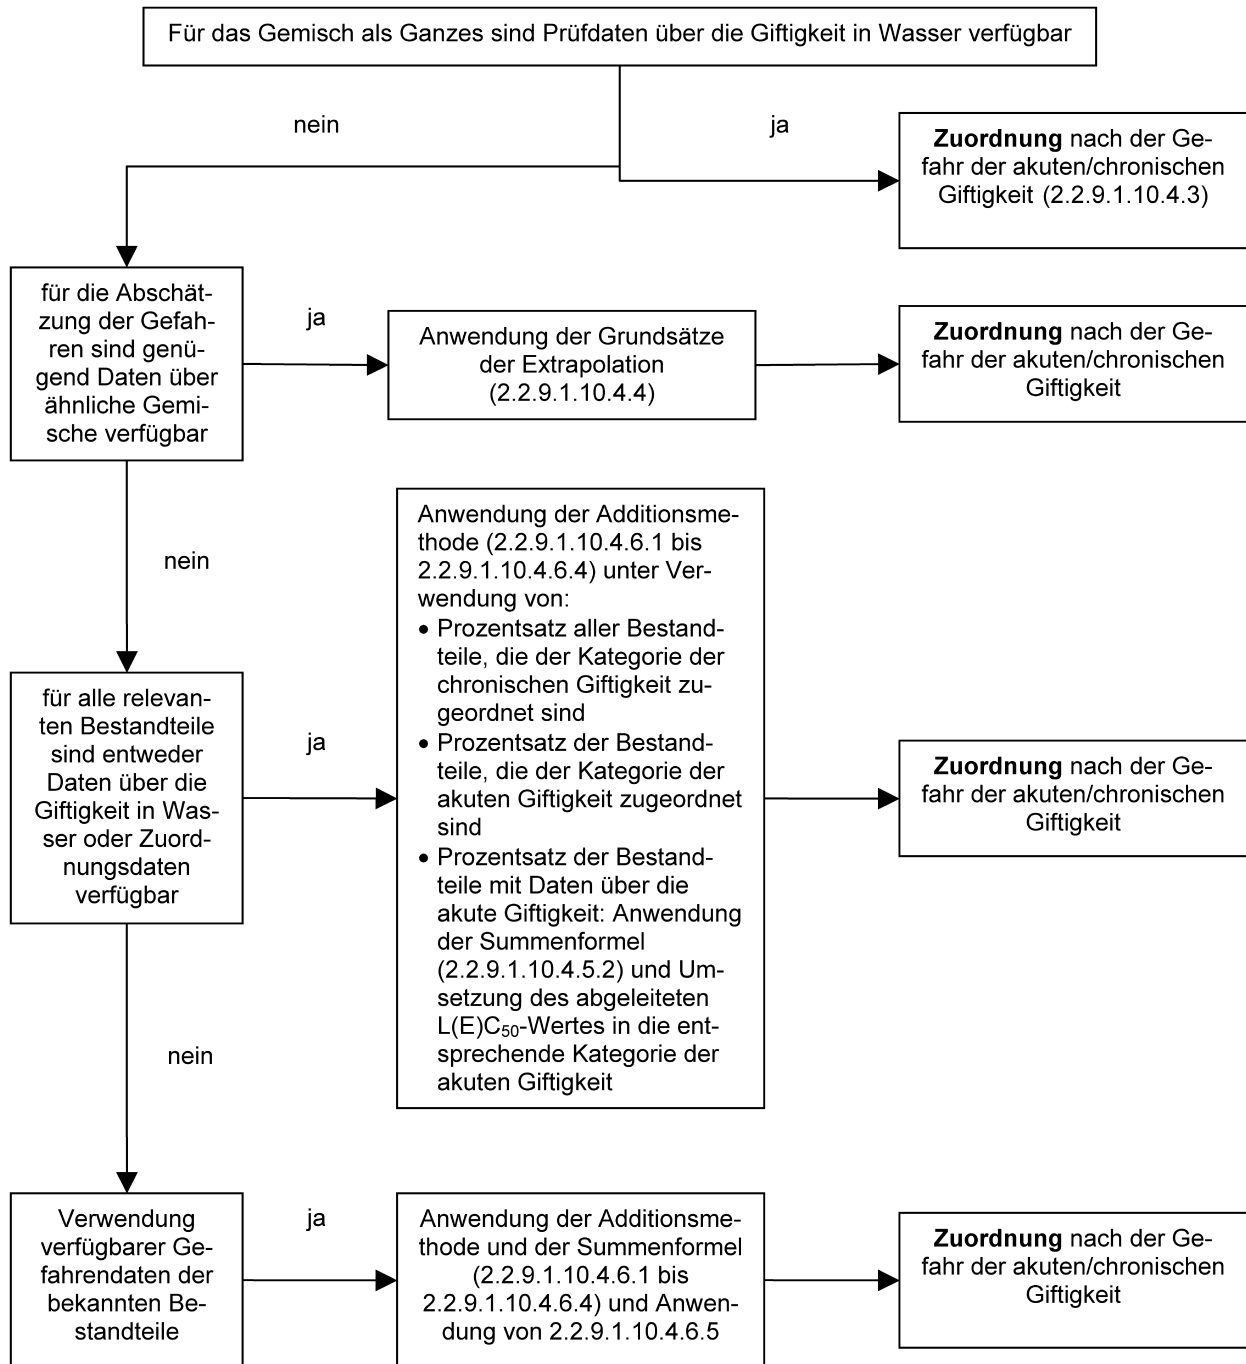 Für das Gemisch als Ganzes sind Prüfdaten über die Giftigkeit in Wasser verfügbar
nein
ja
Zuordnung nach der Ge-
fahr der akuten/chronischen
Giftigkeit (2.2.9.1.10.4.3)
für die Abschät-
zung der Gefah-
ren sind genü-
gend Daten über
ähnliche Gemi-
sche verfügbar
ja
Anwendung der Grundsätze
der Extrapolation
(2.2.9.1.10.4.4)
Zuordnung nach der Ge-
fahr der akuten/chronischen
Giftigkeit
nein
für alle relevan-
ten Bestandteile
sind entweder
Daten über die
Giftigkeit in Was-
ser oder Zuord-
nungsdaten
verfügbar
ja
Anwendung der Additionsme-
thode (2.2.9.1.10.4.6.1 bis
2.2.9.1.10.4.6.4) unter Ver-
wendung von:
• Prozentsatz aller Bestand-
teile, die der Kategorie der
chronischen Giftigkeit zu-
geordnet sind
• Prozentsatz der Bestand-
teile, die der Kategorie der
akuten Giftigkeit zugeordnet
sind
• Prozentsatz der Bestand-
teile mit Daten über die
akute Giftigkeit: Anwendung
der Summenformel
(2.2.9.1.10.4.5.2) und Um-
setzung des abgeleiteten
L(E)C₅₀-Wertes in die ent-
sprechende Kategorie der
akuten Giftigkeit
Zuordnung nach der Ge-
fahr der akuten/chronischen
Giftigkeit
nein
Verwendung
verfügbarer Ge-
fahrendaten der
bekannten Be-
standteile
ja
Anwendung der Additionsme-
thode und der Summenformel
(2.2.9.1.10.4.6.1 bis
2.2.9.1.10.4.6.4) und Anwen-
dung von 2.2.9.1.10.4.6.5
Zuordnung nach der Ge-
fahr der akuten/chronischen
Giftigkeit